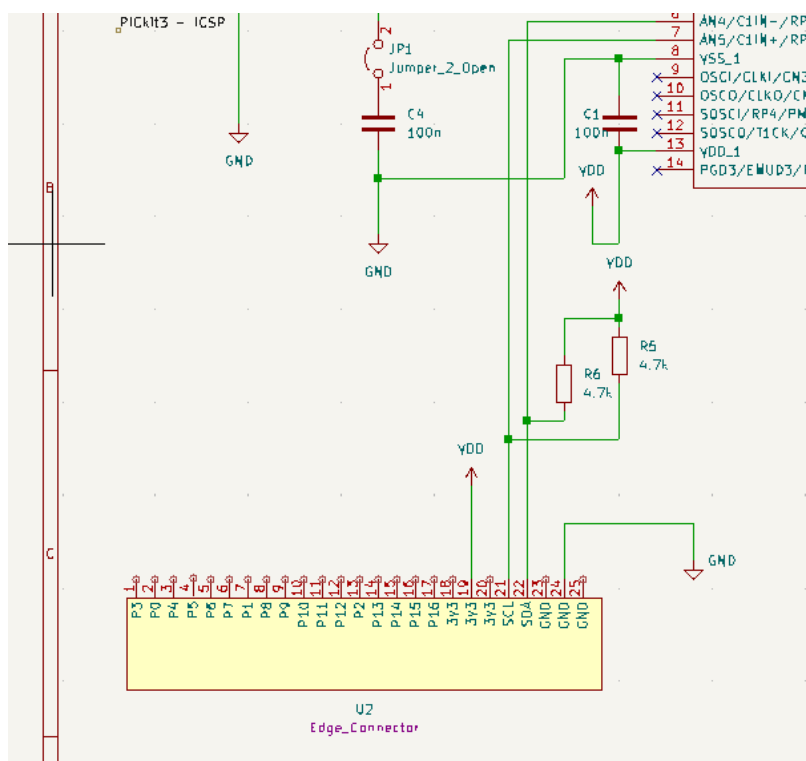 PICkit3 - ICSP
2
JP1
Jumper_2_Open
1
C4
100n
GND
GND
6
AN4/C1IN-/RP
7
AN5/C1IN+/RP
8
VSS_1
9
OSCI/CLKI/CN3
10
OSCO/CLKO/CN
11
SOSCI/RP4/PM
12
SOSCO/T1CK/C
13
VDD_1
14
PGD3/EMUD3/
C1
100n
VDD
VDD
R5
4.7k
R6
4.7k
VDD
GND
B
C
1 2 3 4 5 6 7 8 9 10 11 12 13 14 15 16 17 18 19 20 21 22 23 24 25
P3 P0 P4 P5 P6 P7 P1 P8 P9 P10 P11 P12 P2 P13 P14 P15 P16 3V3 3V3 3V3 SCL SDA GND GND GND
U2
Edge_Connector